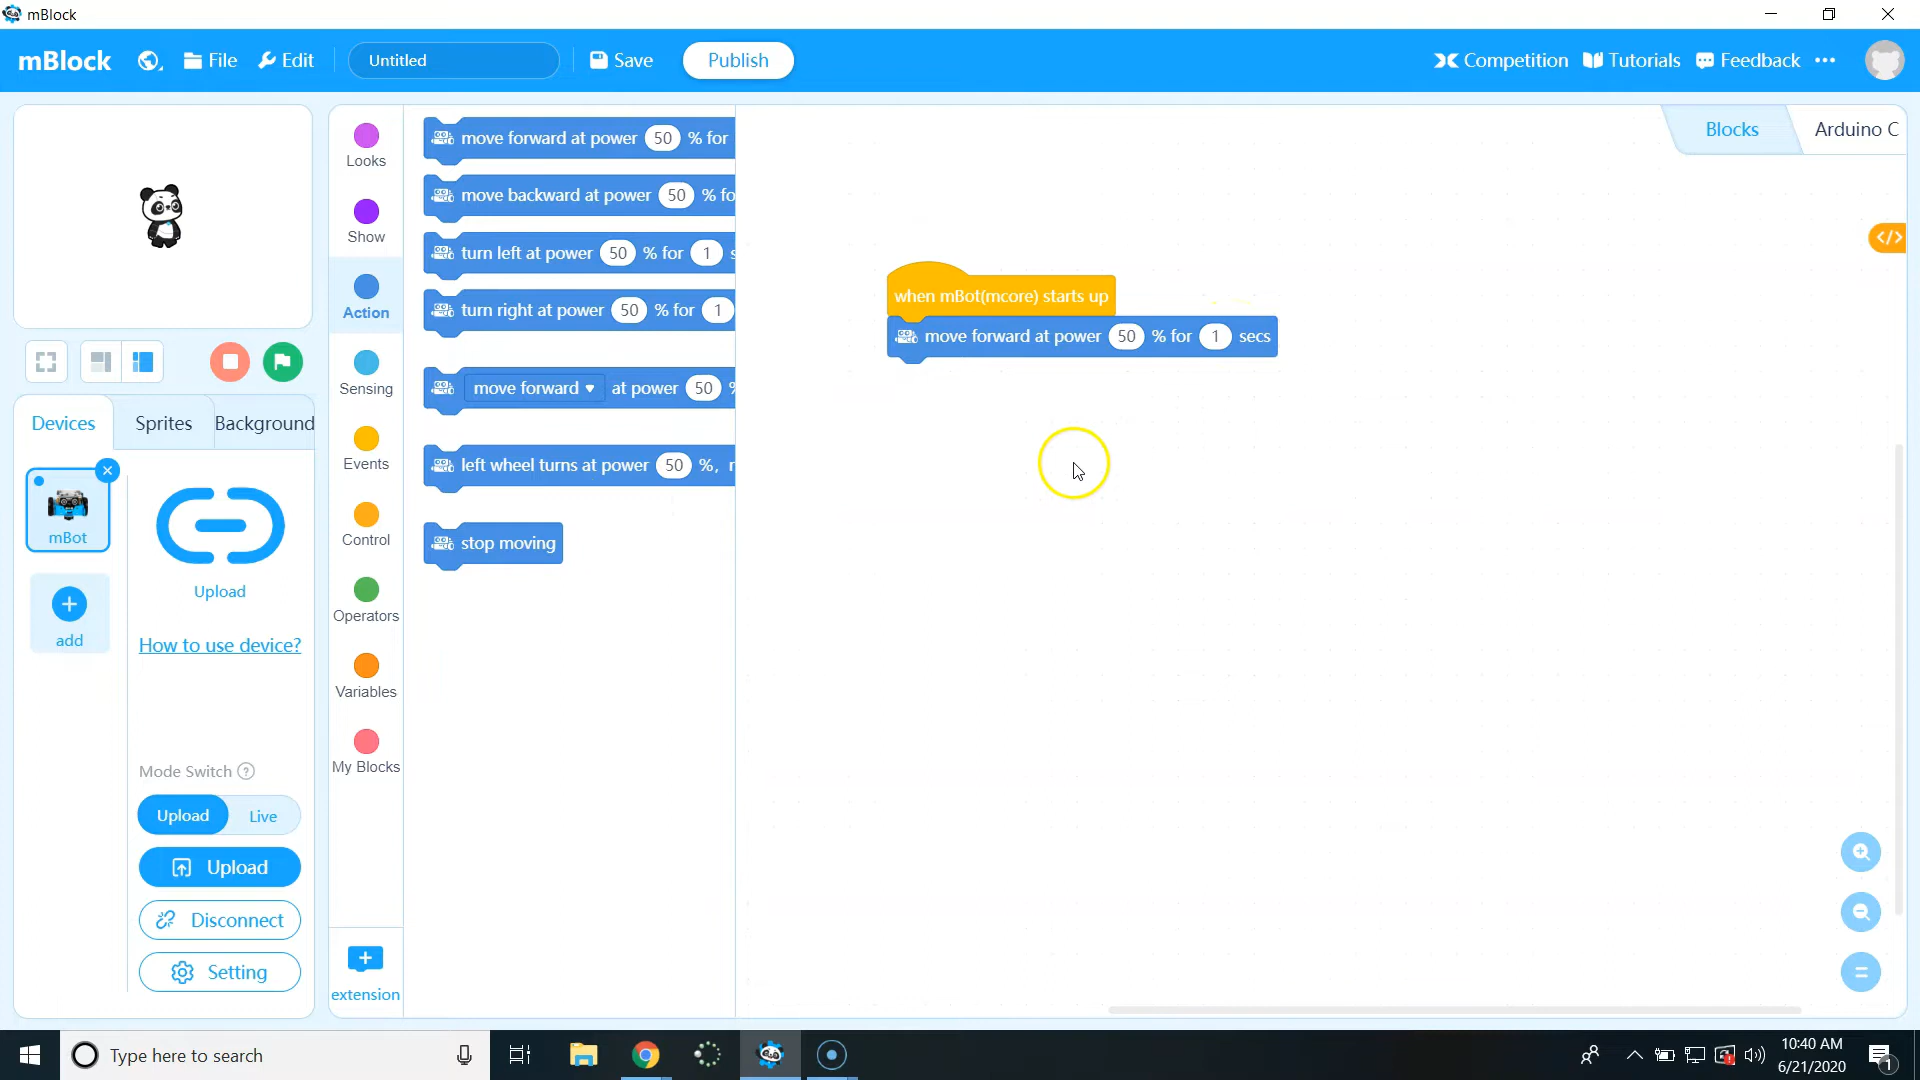 mBlock
mBlock
File
Edit
Untitled
Save
Publish
Competition
Tutorials
Feedback
Looks
Show
Action
Sensing
Events
Control
Operators
Variables
My Blocks
extension
move forward at power 50 % for
move backward at power 50 % fo
turn left at power 50 % for 1 s
turn right at power 50 % for 1
move forward ▾ at power 50 %
left wheel turns at power 50 %, r
stop moving
Blocks
Arduino C
</>
when mBot(mcore) starts up
move forward at power 50 % for 1 secs
Devices
Sprites
Background
mBot
add
Upload
How to use device?
Mode Switch ?
Upload
Live
Upload
Disconnect
Setting
Type here to search
10:40 AM
6/21/2020
1